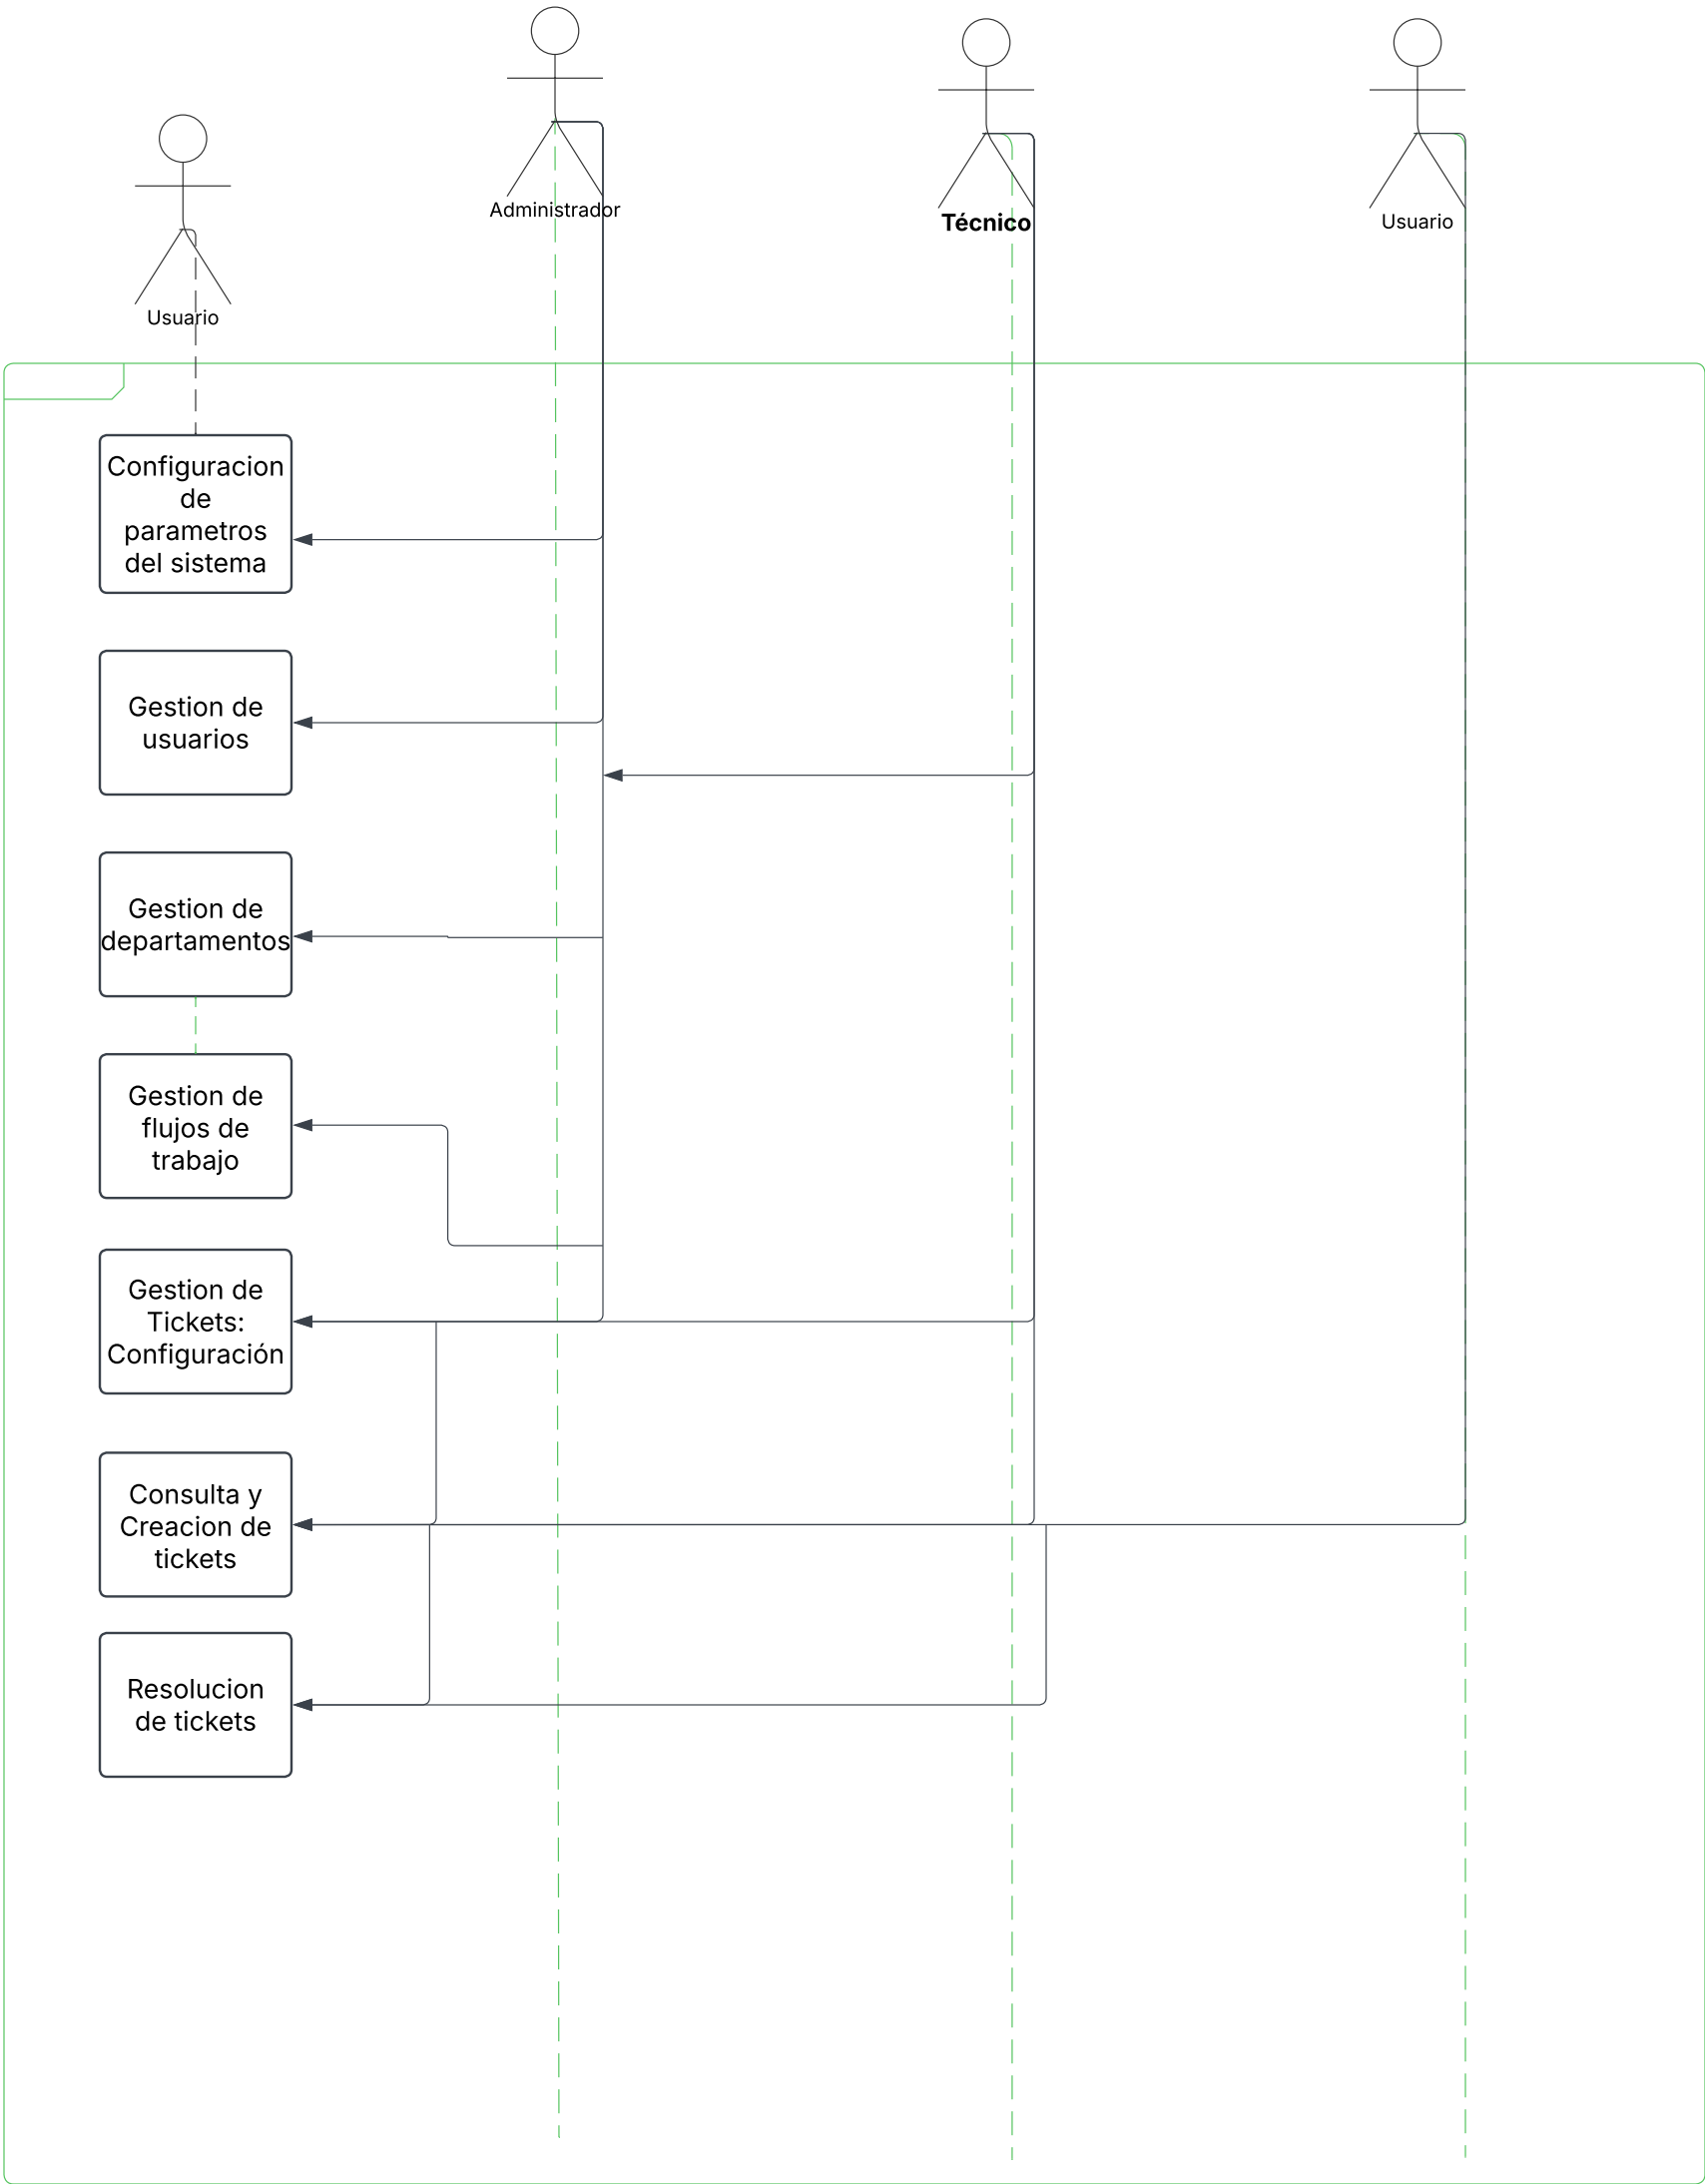 Administrador
Técnico
Usuario
Usuario
Configuracion
de
parametros
del sistema
Gestion de
usuarios
Gestion de
departamentos
Gestion de
flujos de
trabajo
Gestion de
Tickets:
Configuración
Consulta y
Creacion de
tickets
Resolucion
de tickets